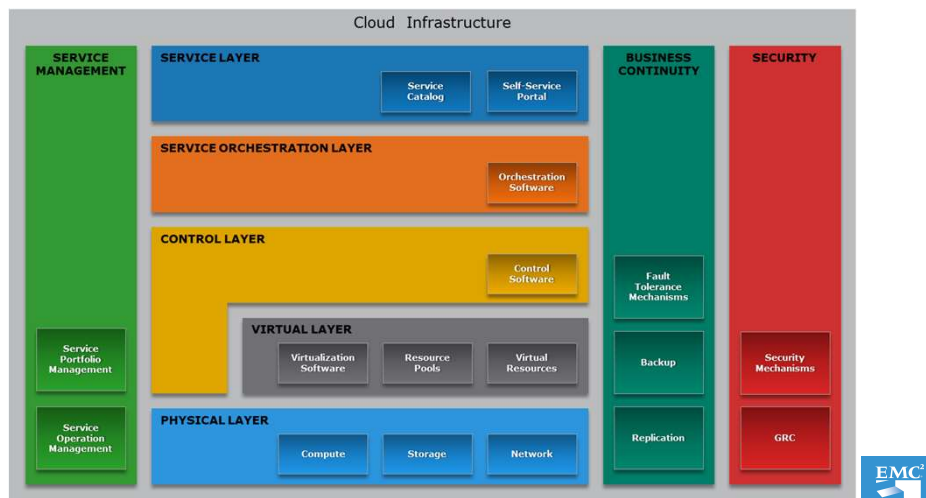 Cloud Infrastructure
SERVICE
MANAGEMENT
Service
Portfolio
Management
Service
Operation
Management
SERVICE LAYER
Service
Catalog
Self-Service
Portal
SERVICE ORCHESTRATION LAYER
Orchestration
Software
CONTROL LAYER
Control
Software
VIRTUAL LAYER
Virtualization
Software
Resource
Pools
Virtual
Resources
PHYSICAL LAYER
Compute
Storage
Network
BUSINESS
CONTINUITY
Fault
Tolerance
Mechanisms
Backup
Replication
SECURITY
Security
Mechanisms
GRC
EMC²